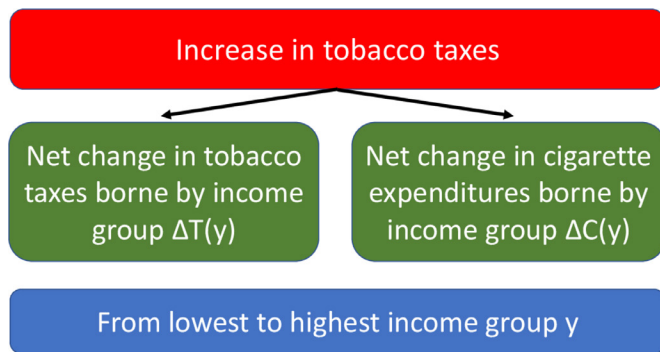 Increase in tobacco taxes
Net change in tobacco
taxes borne by income
group ΔT(y)
Net change in cigarette
expenditures borne by
income group ΔC(y)
From lowest to highest income group y